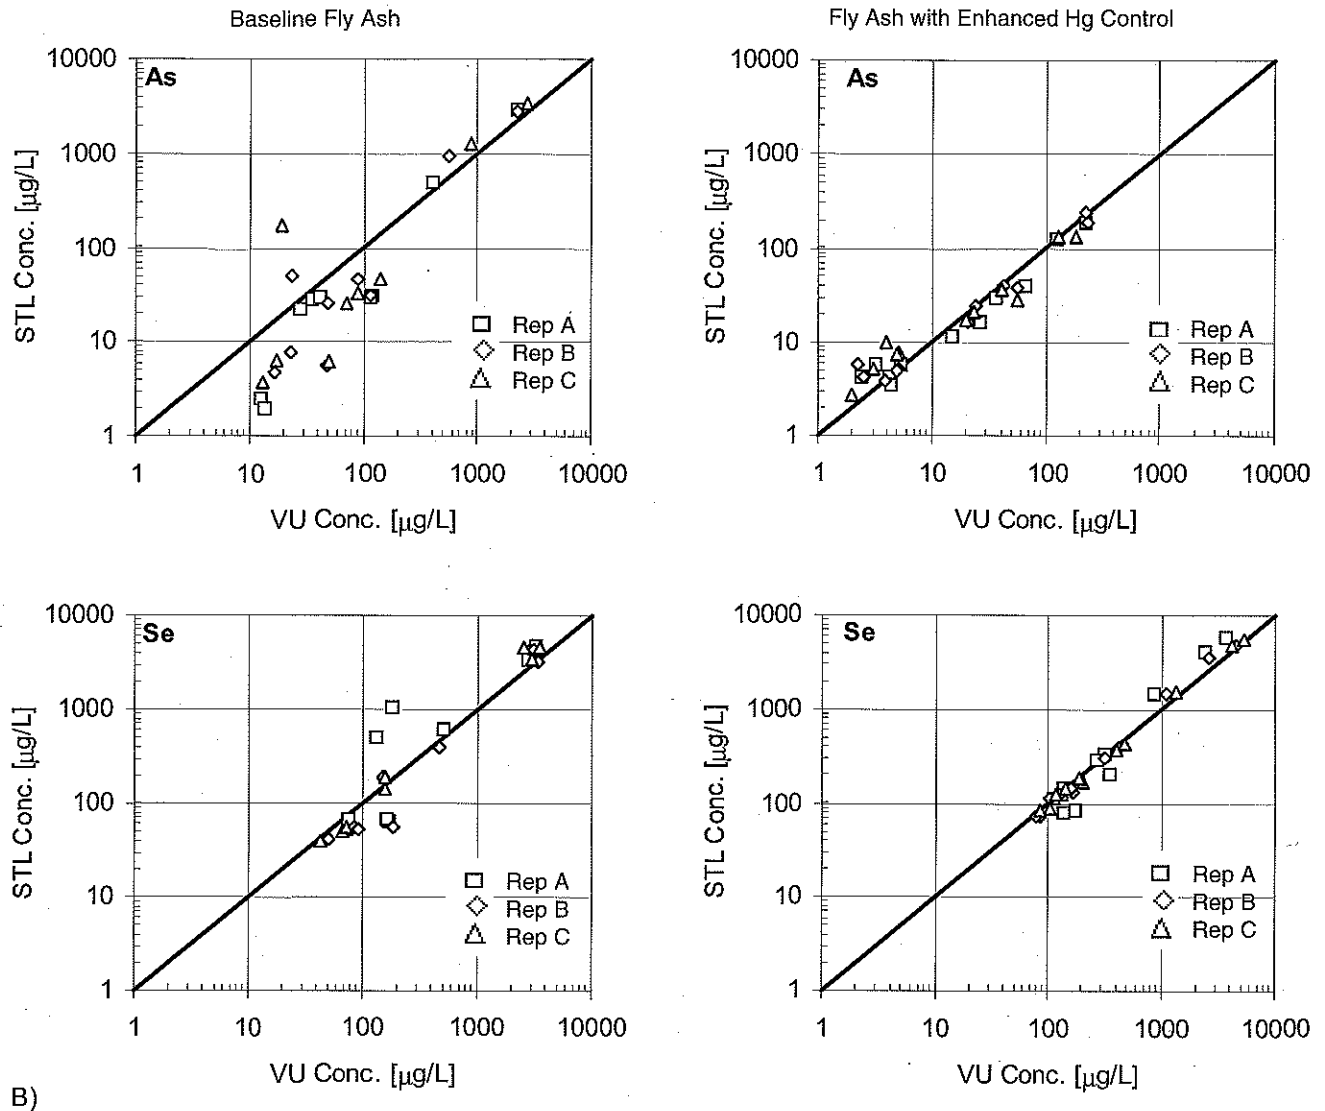 Baseline Fly Ash
As
STL Conc. [µg/L]
10000
1000
100
10
1
Rep A
Rep B
Rep C
1 10 100 1000 10000
VU Conc. [µg/L]
Fly Ash with Enhanced Hg Control
As
STL Conc. [µg/L]
10000
1000
100
10
1
Rep A
Rep B
Rep C
1 10 100 1000 10000
VU Conc. [µg/L]
Se
STL Conc. [µg/L]
10000
1000
100
10
1
Rep A
Rep B
Rep C
1 10 100 1000 10000
VU Conc. [µg/L]
Se
STL Conc. [µg/L]
10000
1000
100
10
1
Rep A
Rep B
Rep C
1 10 100 1000 10000
VU Conc. [µg/L]
B)